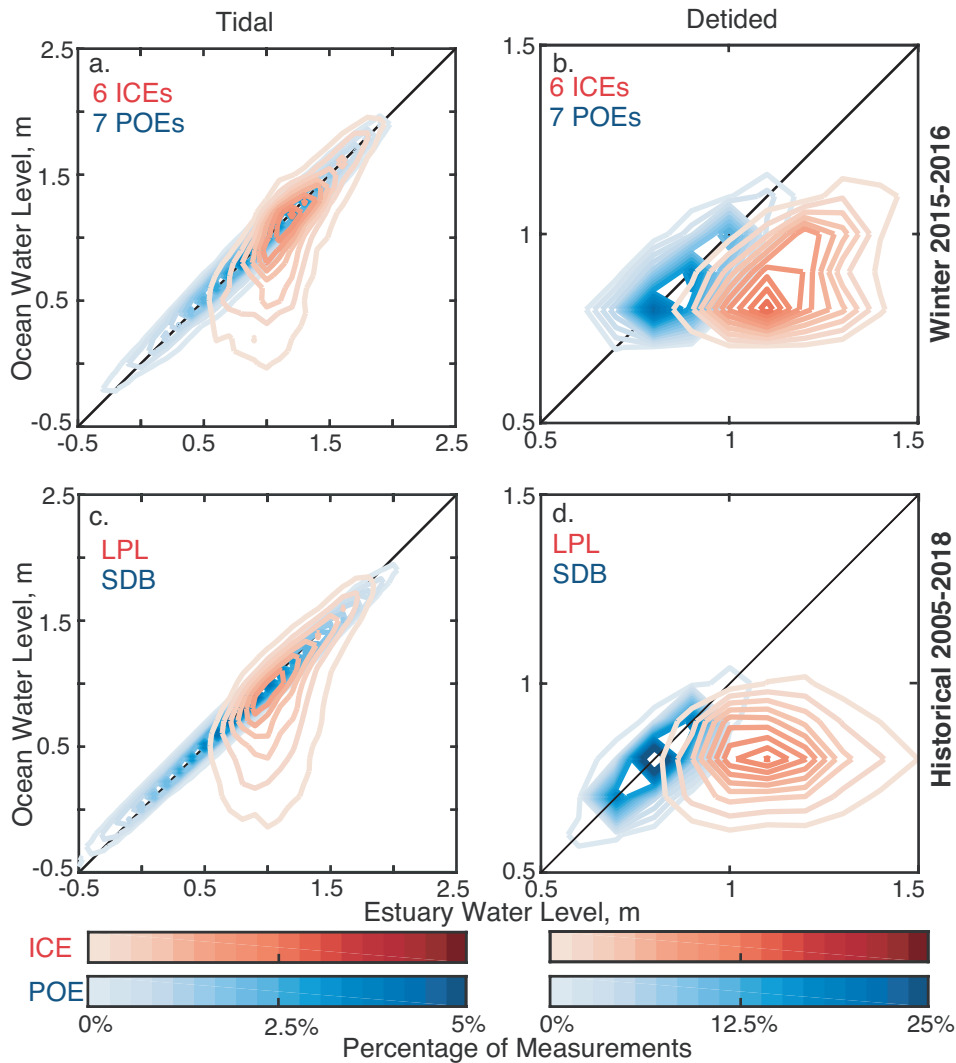 Tidal
Detided
a.
6 ICEs
7 POEs
b.
6 ICEs
7 POEs
2.5
1.5
0.5
-0.5
-0.5
0.5
1.5
2.5
Ocean Water Level, m
1.5
1
0.5
0.5
1
1.5
Winter 2015-2016
c.
LPL
SDB
d.
LPL
SDB
2.5
1.5
0.5
-0.5
-0.5
0.5
1.5
2.5
Ocean Water Level, m
1.5
1
0.5
0.5
1
1.5
Historical 2005-2018
Estuary Water Level, m
ICE
POE
0%
2.5%
5%
0%
12.5%
25%
Percentage of Measurements